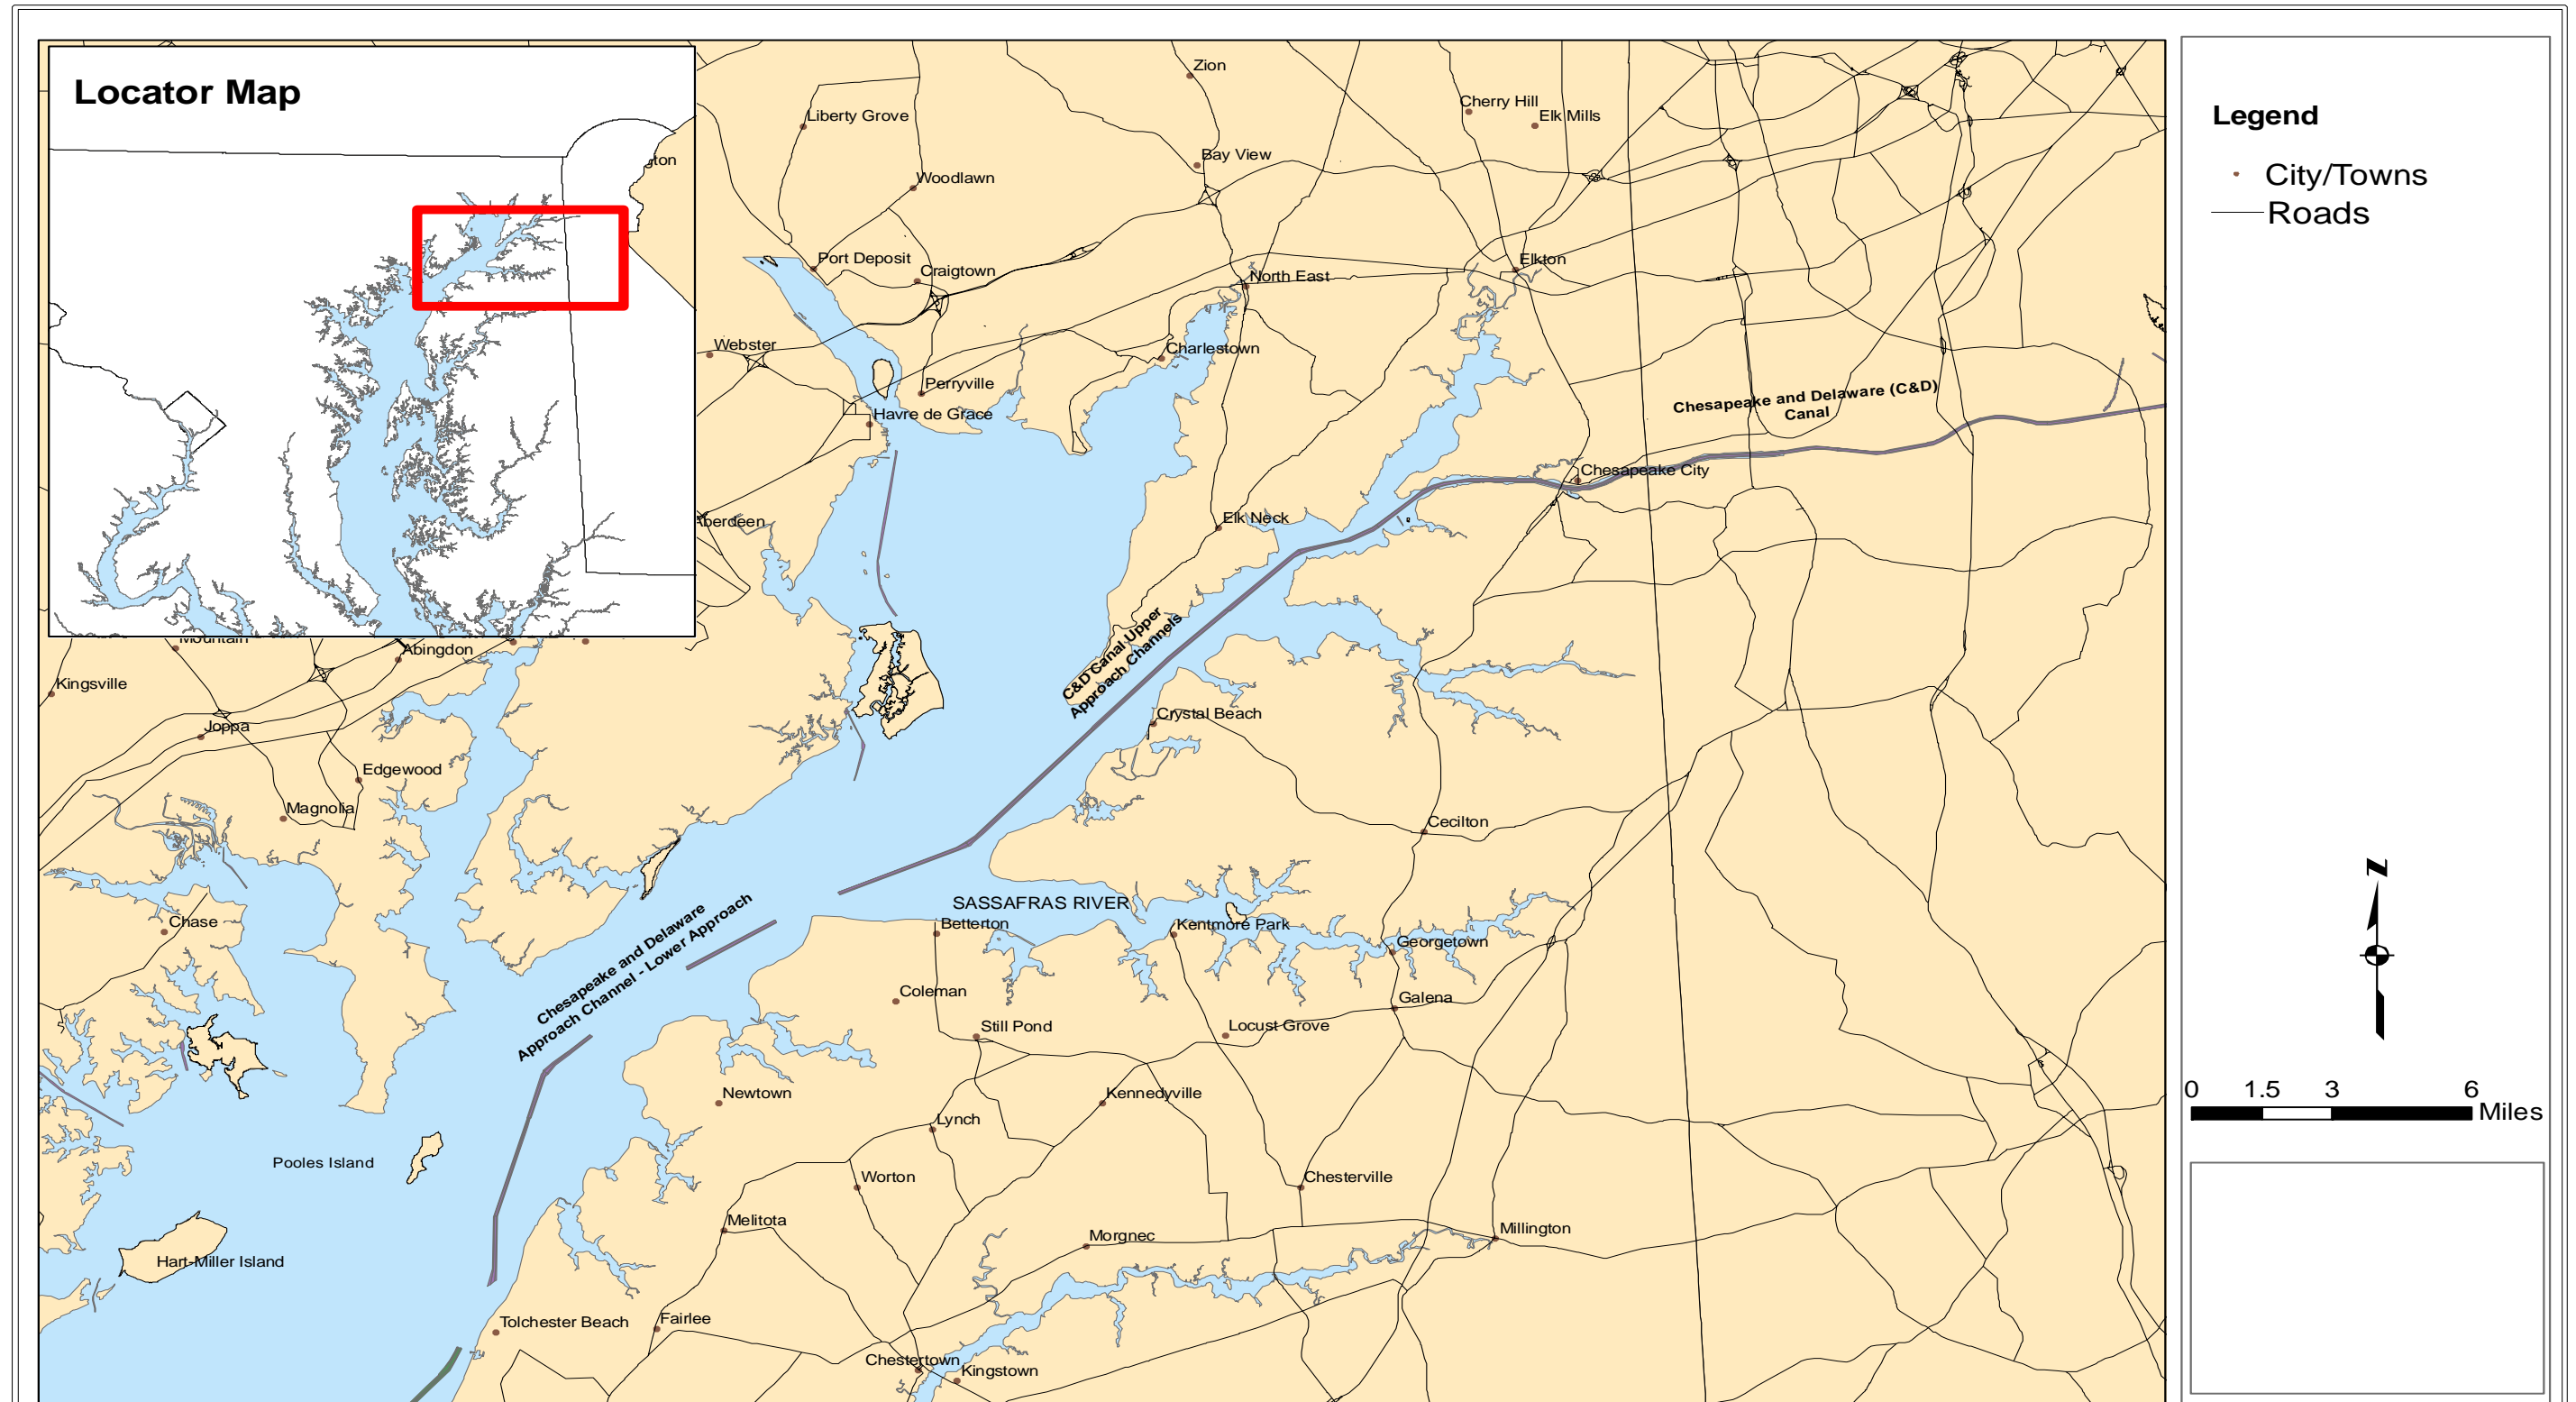 Locator Map
Zion
Cherry Hill
Elk Mills
Liberty Grove
Bay View
Woodlawn
Port Deposit
Craigtown
North East
Elkton
Webster
Charlestown
Perryville
Havre de Grace
Chesapeake and Delaware (C&D)
Canal
Chesapeake City
Elk Neck
C&D Canal Upper
Approach Channels
Abingdon
Kingsville
Joppa
Crystal Beach
Edgewood
Magnolia
Cecilton
SASSAFRAS RIVER
Chase
Betterton
Kentmore Park
Georgetown
Chesapeake and Delaware
Approach Channel - Lower Approach
Coleman
Galena
Still Pond
Locust Grove
Newtown
Kennedyville
Lynch
Pooles Island
Worton
Chesterville
Melitota
Morgnec
Millington
Hart-Miller Island
Tolchester Beach
Fairlee
Chestertown
Kingstown
Legend
City/Towns
Roads
N
0 1.5 3 6
Miles